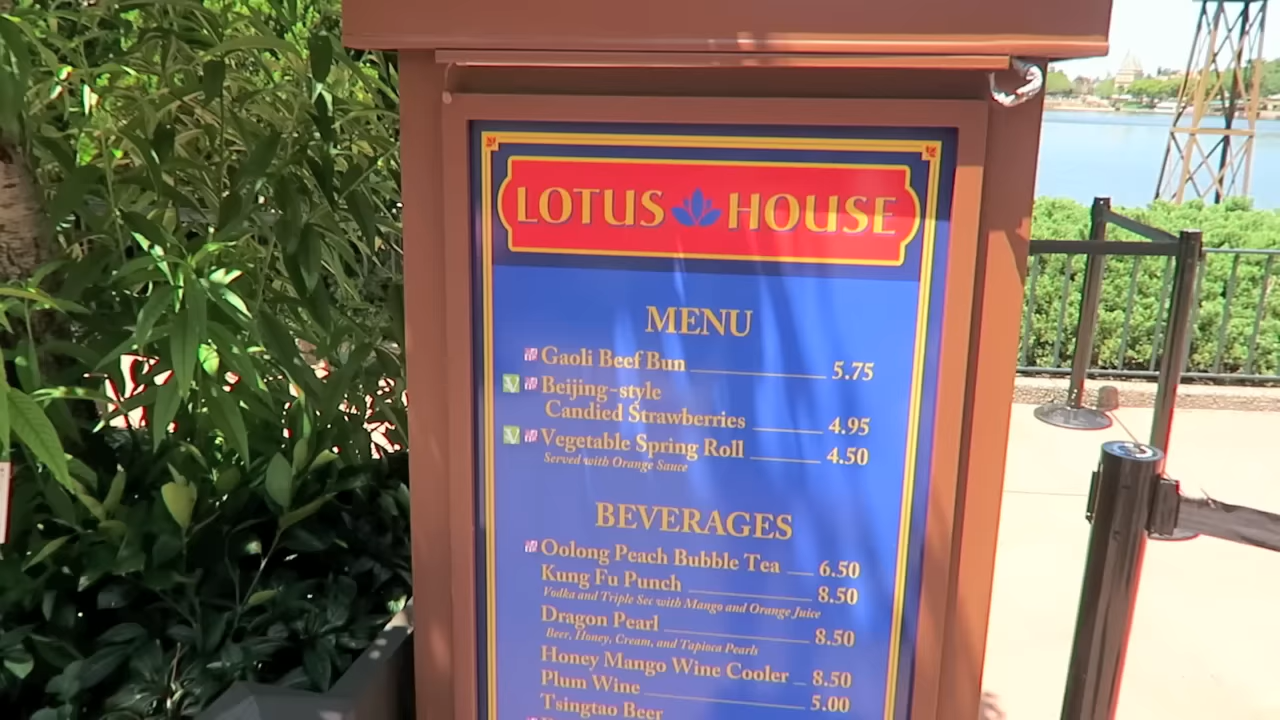 LOTUS HOUSE
MENU
Gaoli Beef Bun 5.75
V Beijing-style
Candied Strawberries 4.95
V Vegetable Spring Roll 4.50
Served with Orange Sauce
BEVERAGES
Oolong Peach Bubble Tea 6.50
Kung Fu Punch 8.50
Vodka and Triple Sec with Mango and Orange Juice
Dragon Pearl 8.50
Beer, Honey, Cream, and Tapioca Pearls
Honey Mango Wine Cooler 8.50
Plum Wine 5.00
Tsingtao Beer